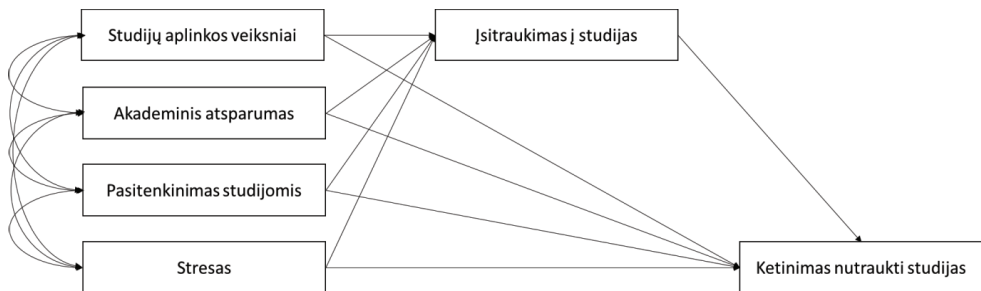 Studijų aplinkos veiksniai
Įsitraukimas į studijas
Akademinis atsparumas
Pasitenkinimas studijomis
Stresas
Ketinimas nutraukti studijas